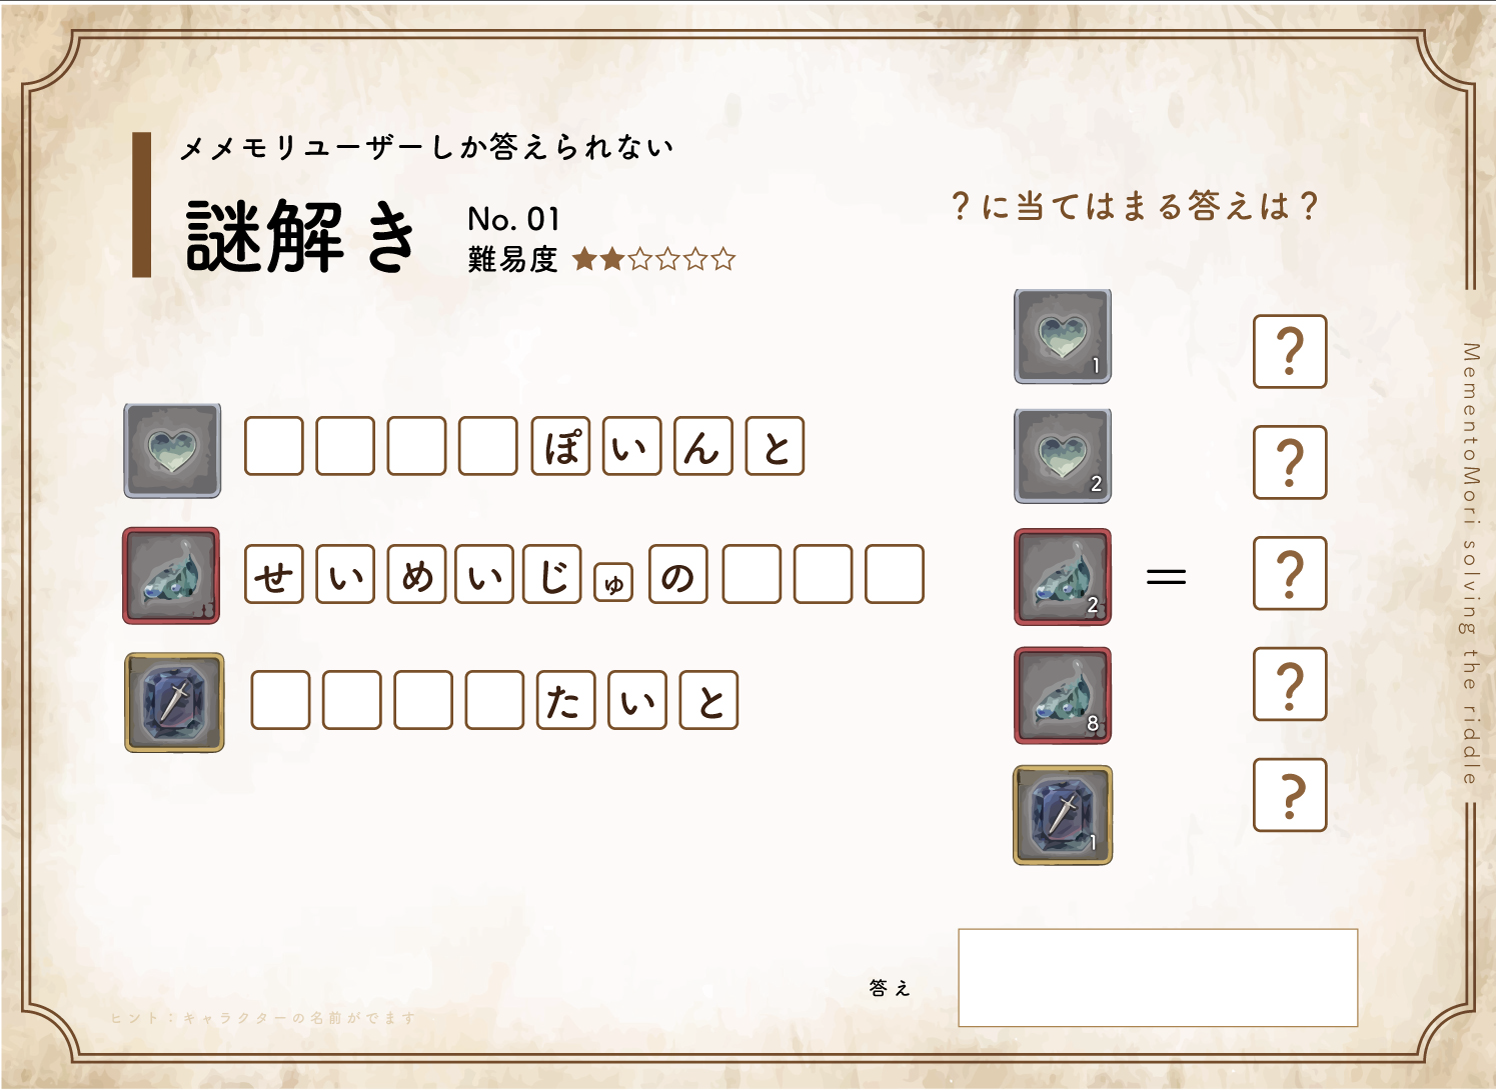 メメモリユーザーしか答えられない
謎解き
No. 01
難易度 ★★☆☆☆☆
?に当てはまる答えは?
ぽいんと
せいめいじゅの
たいと
1
2
2
8
1
=
?
?
?
?
?
MementoMori solving the riddle
答え
ヒント:キャラクターの名前がでます